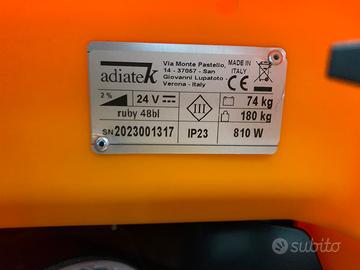 adiatek
Via Monte Pastello,
14 - 37057 - San
Giovanni Lupatoto -
Verona - Italy
MADE IN
ITALY
CE
2 %
24 V
III
74 kg
180 kg
ruby 48bl
SN 2023001317
IP23
810 W
subito